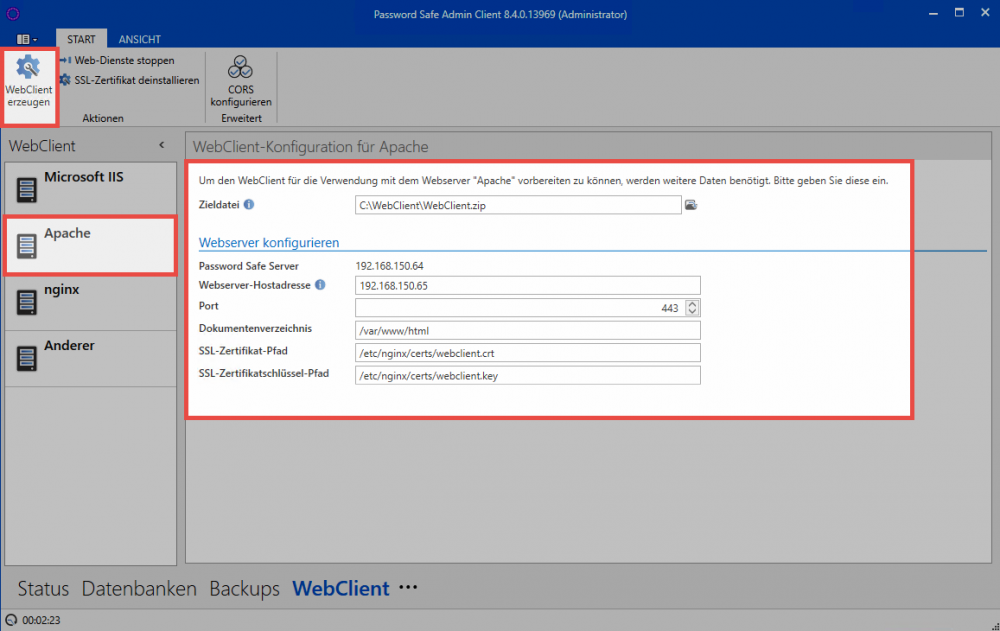 Password Safe Admin Client 8.4.0.13969 (Administrator)
START ANSICHT
WebClient
erzeugen
Web-Dienste stoppen
SSL-Zertifikat deinstallieren
Aktionen
CORS
konfigurieren
Erweitert
WebClient
Microsoft IIS
Apache
nginx
Anderer
WebClient-Konfiguration für Apache
Um den WebClient für die Verwendung mit dem Webserver "Apache" vorbereiten zu können, werden weitere Daten benötigt. Bitte geben Sie diese ein.
Zieldatei C:\WebClient\WebClient.zip
Webserver konfigurieren
Password Safe Server 192.168.150.64
Webserver-Hostadresse 192.168.150.65
Port 443
Dokumentenverzeichnis /var/www/html
SSL-Zertifikat-Pfad /etc/nginx/certs/webclient.crt
SSL-Zertifikatschlüssel-Pfad /etc/nginx/certs/webclient.key
Status Datenbanken Backups WebClient •••
00:02:23